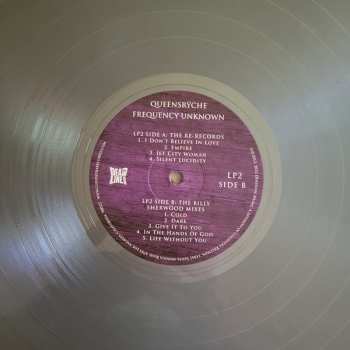 QUEENSRŸCHE
FREQUENCY UNKNOWN
LP2 SIDE A: THE RE-RECORDS
1. I DON'T BELIEVE IN LOVE
2. EMPIRE
3. JET CITY WOMAN
4. SILENT LUCIDITY
DEAD LINE
LP2
SIDE B
LP2 SIDE B: THE BILLY
SHERWOOD MIXES
1. COLD
2. DARE
3. GIVE IT TO YOU
4. IN THE HANDS OF GOD
5. LIFE WITHOUT YOU